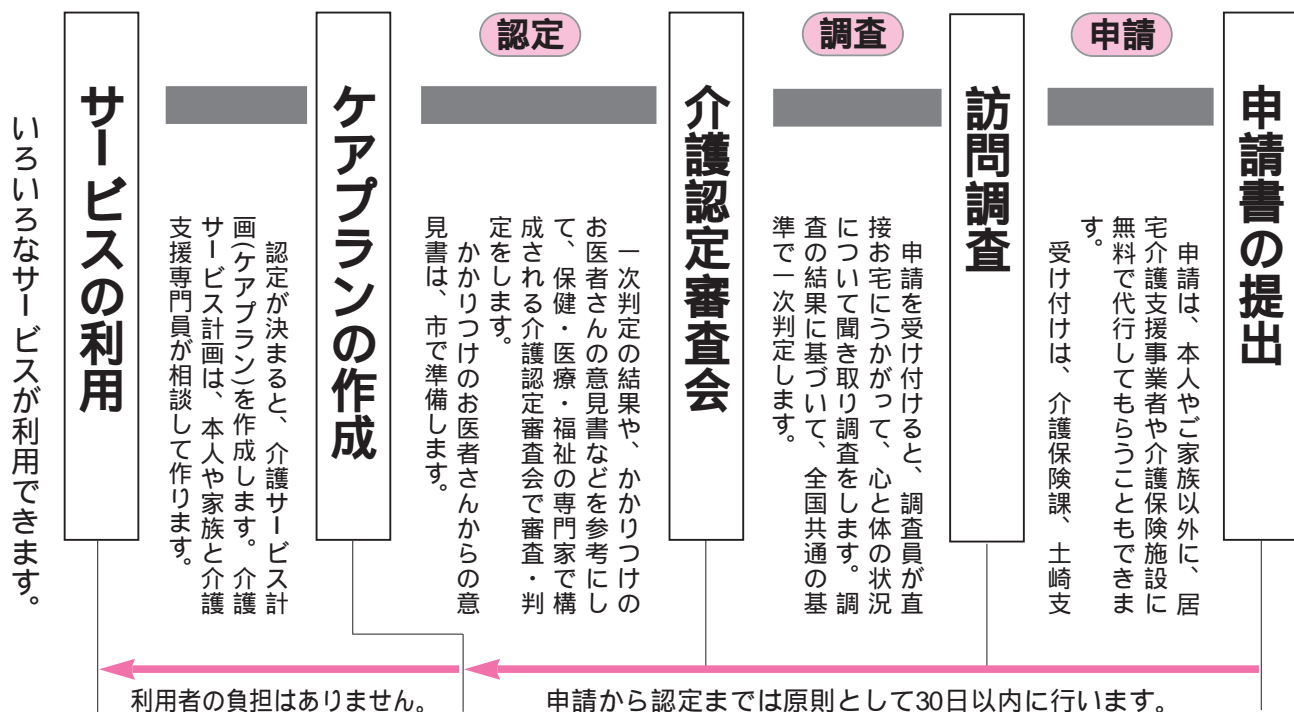 申請
申請書の提出
申請は、本人やご家族以外に、居
宅介護支援事業者や介護保険施設に
無料で代行してもらうこともできま
す。
受け付けは、介護保険課、土崎支
調査
訪問調査
申請を受け付けると、調査員が直
接お宅にうかがって、心と体の状況
について聞き取り調査をします。調
査の結果に基づいて、全国共通の基
準で一次判定します。
認定
介護認定審査会
一次判定の結果や、かかりつけの
お医者さんの意見書などを参考にし
て、保健・医療・福祉の専門家で構
成される介護認定審査会で審査・判
定をします。
かかりつけのお医者さんからの意
見書は、市で準備します。
ケアプランの作成
認定が決まると、介護サービス計
画(ケアプラン)を作成します。介護
サービス計画は、本人や家族と介護
支援専門員が相談して作ります。
サービスの利用
いろいろなサービスが利用できます。
申請から認定までは原則として30日以内に行います。
利用者の負担はありません。